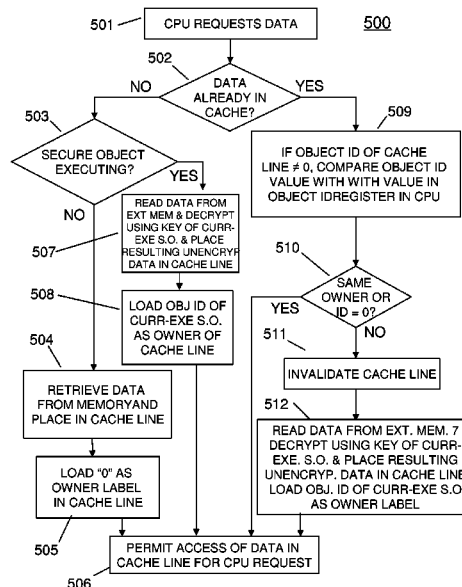 501
CPU REQUESTS DATA
500
502
NO
DATA
ALREADY IN
CACHE?
YES
503
SECURE OBJECT
EXECUTING?
YES
NO
509
IF OBJECT ID OF CACHE
LINE ≠ 0, COMPARE OBJECT ID
VALUE WITH WITH VALUE IN
OBJECT IDREGISTER IN CPU
507
READ DATA FROM
EXT MEM & DECRYPT
USING KEY OF CURR-
EXE S.O. & PLACE
RESULTING UNENCRYP
DATA IN CACHE LINE
508
LOAD OBJ ID OF
CURR-EXE S.O.
AS OWNER OF
CACHE LINE
510
YES
SAME
OWNER OR
ID = 0?
NO
511
INVALIDATE CACHE LINE
504
RETRIEVE DATA
FROM MEMORYAND
PLACE IN CACHE LINE
512
READ DATA FROM EXT. MEM. 7
DECRYPT USING KEY OF CURR-
EXE. S.O. & PLACE RESULTING
UNENCRYP. DATA IN CACHE LINE
LOAD OBJ. ID OF CURR-EXE S.O
AS OWNER LABEL
LOAD "0" AS
OWNER LABEL
IN CACHE LINE
505
PERMIT ACCESS OF DATA IN
CACHE LINE FOR CPU REQUEST
506